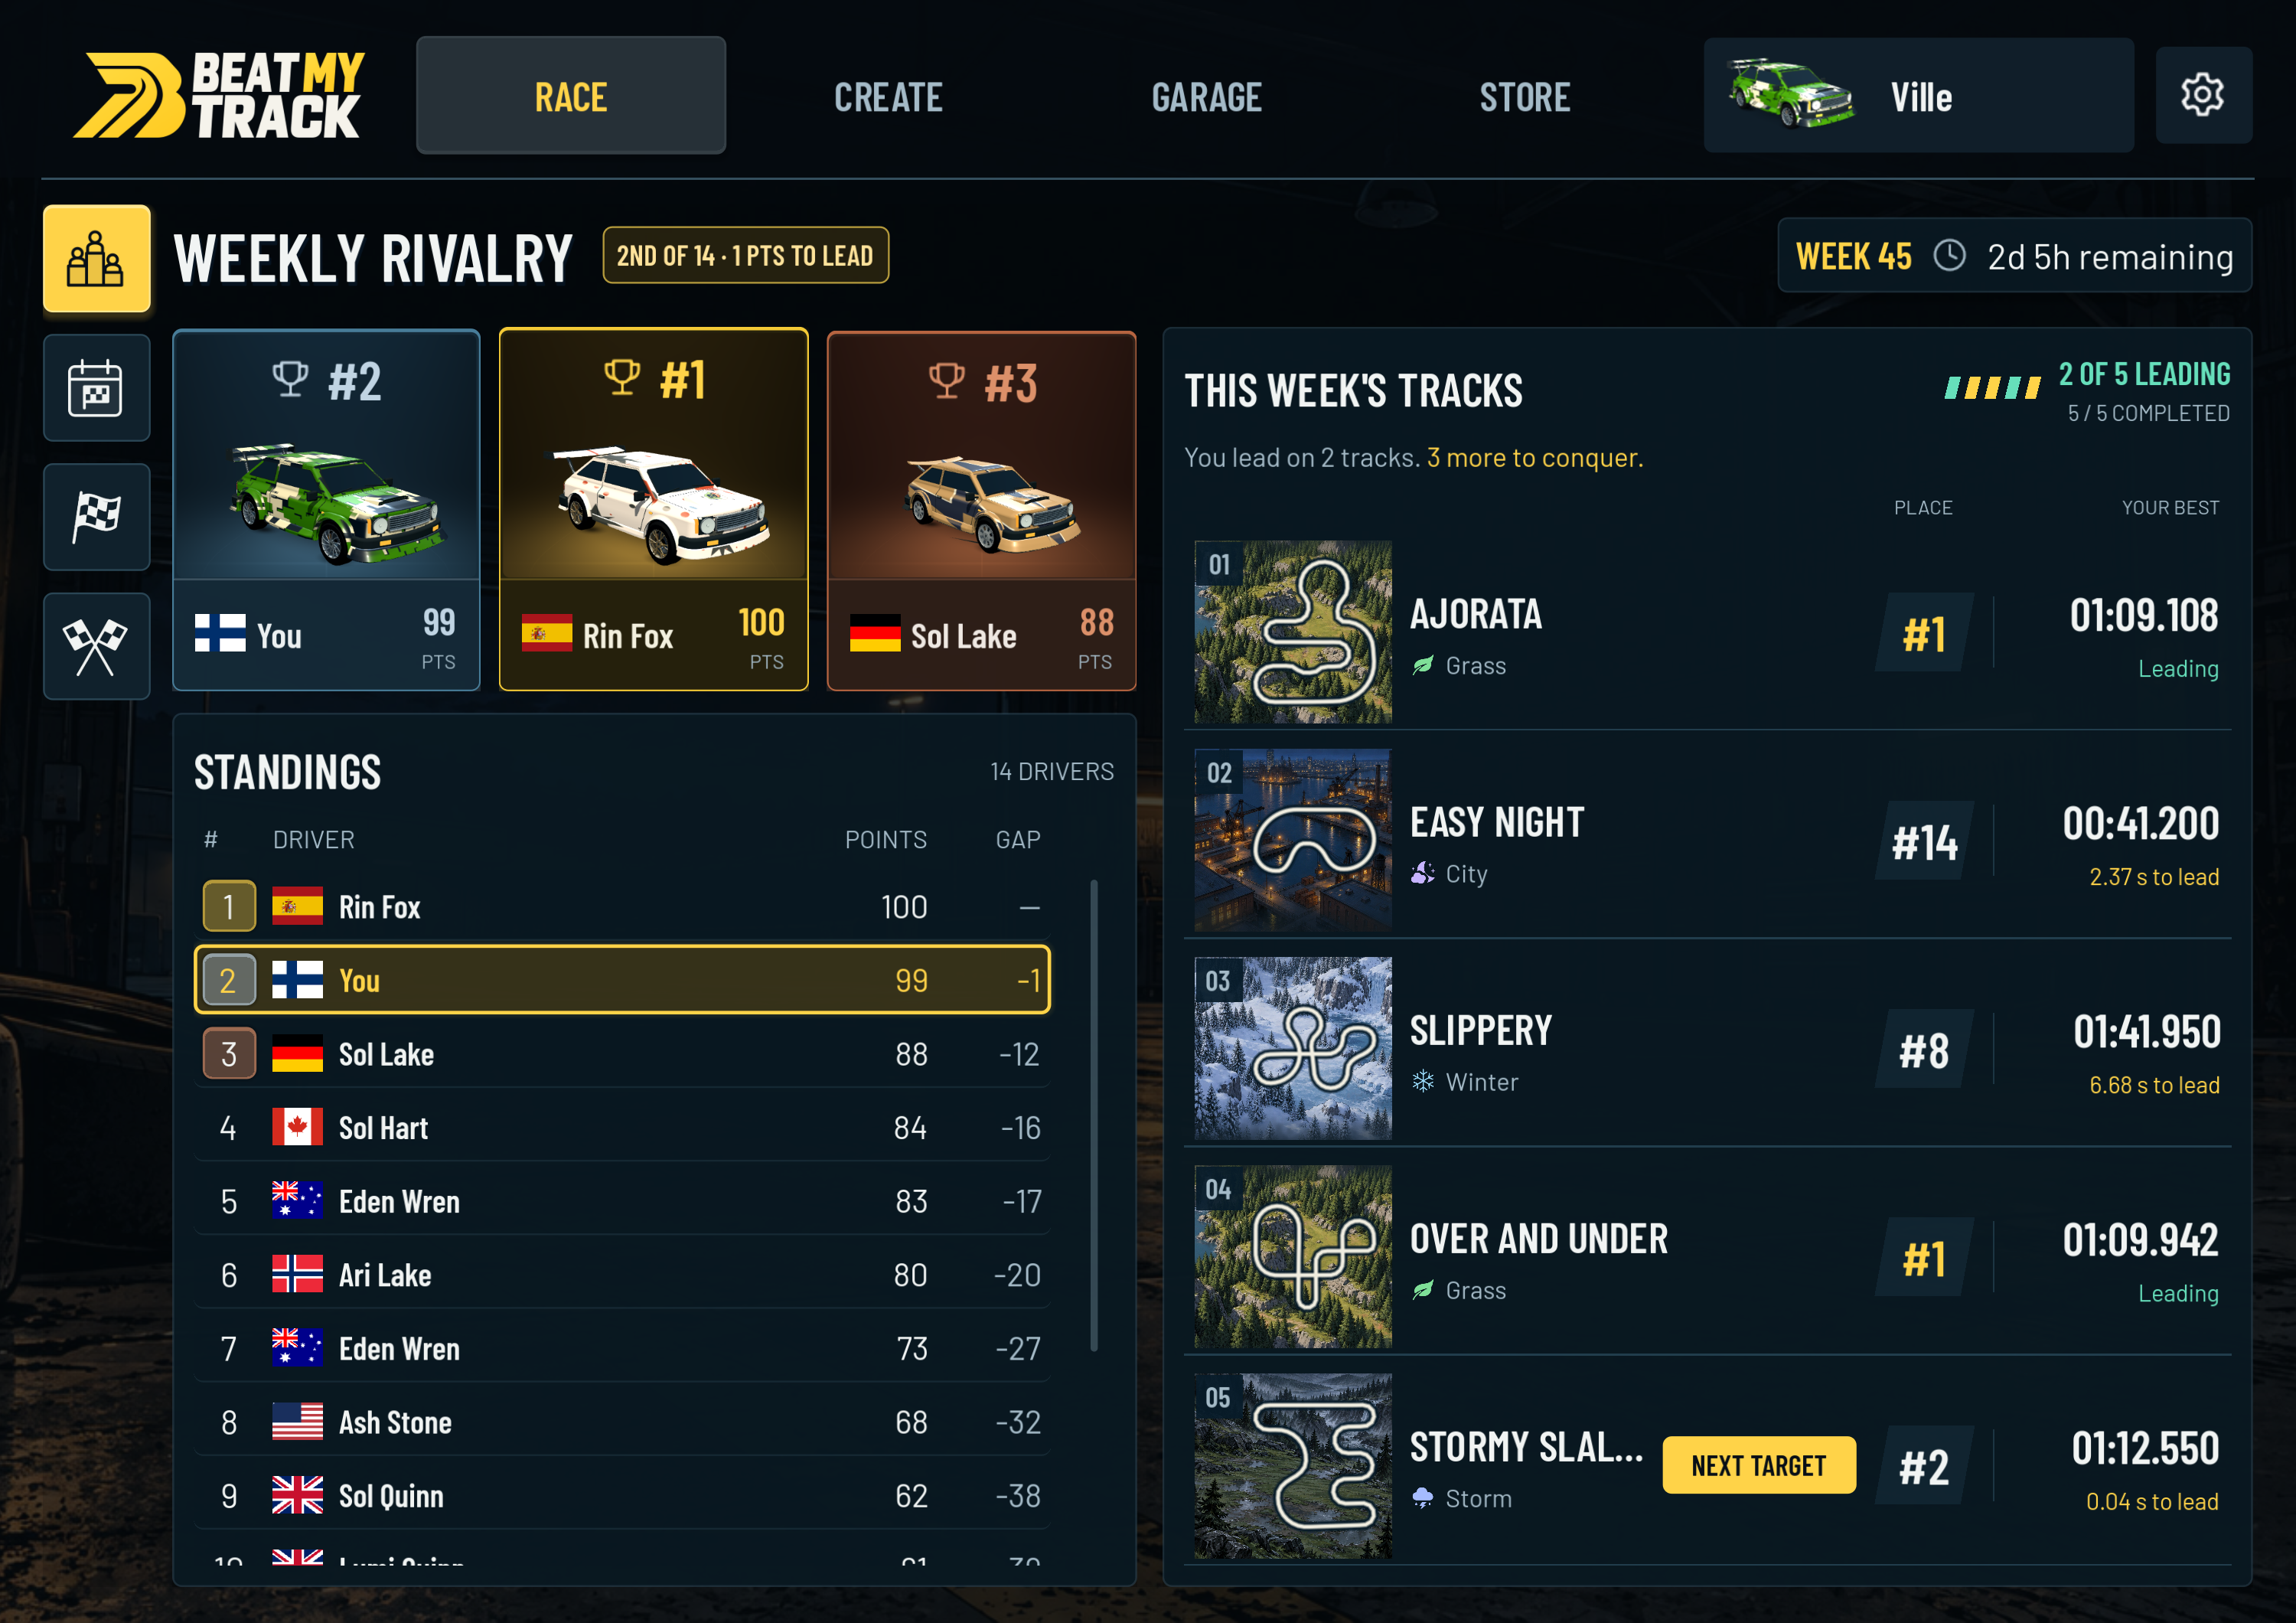 BEAT MY
TRACK
RACE
CREATE
GARAGE
STORE
Ville
WEEKLY RIVALRY
2ND OF 14 · 1 PTS TO LEAD
WEEK 45
2d 5h remaining
#2
You
99
PTS
#1
Rin Fox
100
PTS
#3
Sol Lake
88
PTS
STANDINGS
14 DRIVERS
# DRIVER POINTS GAP
1 Rin Fox 100 —
2 You 99 -1
3 Sol Lake 88 -12
4 Sol Hart 84 -16
5 Eden Wren 83 -17
6 Ari Lake 80 -20
7 Eden Wren 73 -27
8 Ash Stone 68 -32
9 Sol Quinn 62 -38
THIS WEEK'S TRACKS
2 OF 5 LEADING
5 / 5 COMPLETED
You lead on 2 tracks. 3 more to conquer.
PLACE YOUR BEST
01
AJORATA
Grass
#1
01:09.108
Leading
02
EASY NIGHT
City
#14
00:41.200
2.37 s to lead
03
SLIPPERY
Winter
#8
01:41.950
6.68 s to lead
04
OVER AND UNDER
Grass
#1
01:09.942
Leading
05
STORMY SLAL...
Storm
NEXT TARGET
#2
01:12.550
0.04 s to lead